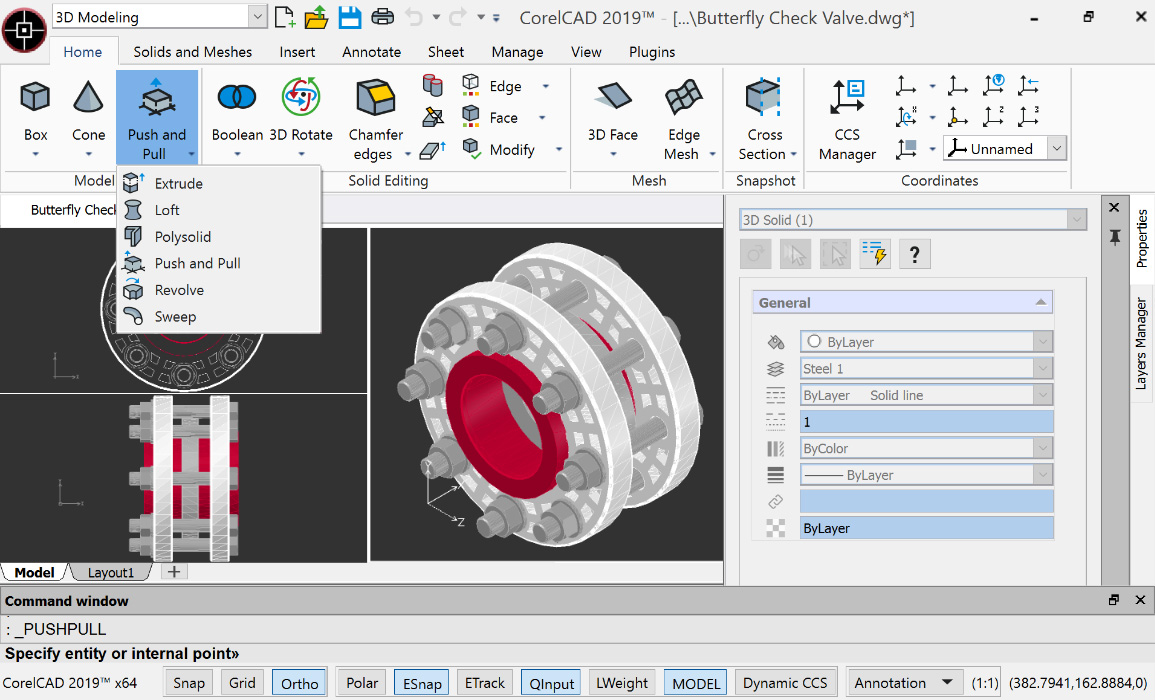 3D Modeling
CorelCAD 2019™ - [...\Butterfly Check Valve.dwg*]
Home Solids and Meshes Insert Annotate Sheet Manage View Plugins
Box
Cone
Push and Pull
Boolean
3D Rotate
Chamfer edges
Edge
Face
Modify
3D Face
Edge Mesh
Cross Section
CCS Manager
Unnamed
Model
Solid Editing
Mesh
Snapshot
Coordinates
Butterfly Check
Extrude
Loft
Polysolid
Push and Pull
Revolve
Sweep
Z
3D Solid (1)
?
General
ByLayer
Steel 1
ByLayer Solid line
1
ByColor
ByLayer
ByLayer
Properties
Layers Manager
Model Layout1 +
Command window
: _PUSHPULL
Specify entity or internal point»
CorelCAD 2019™ x64 Snap Grid Ortho Polar ESnap ETrack QInput LWeight MODEL Dynamic CCS Annotation (1:1) (382.7941,162.8884,0)